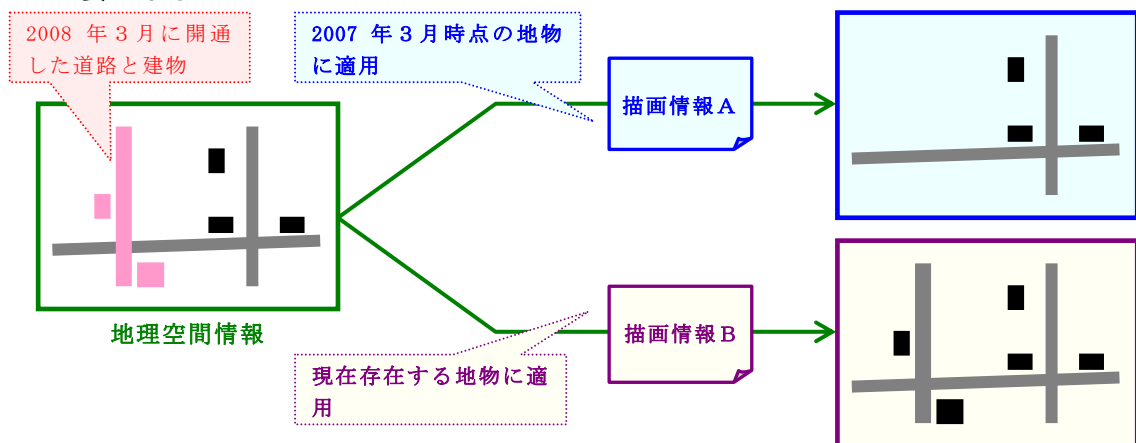 2008 年３月に開通
した道路と建物
2007 年３月時点の地物
に適用
描画情報Ａ
地理空間情報
描画情報Ｂ
現在存在する地物に適
用